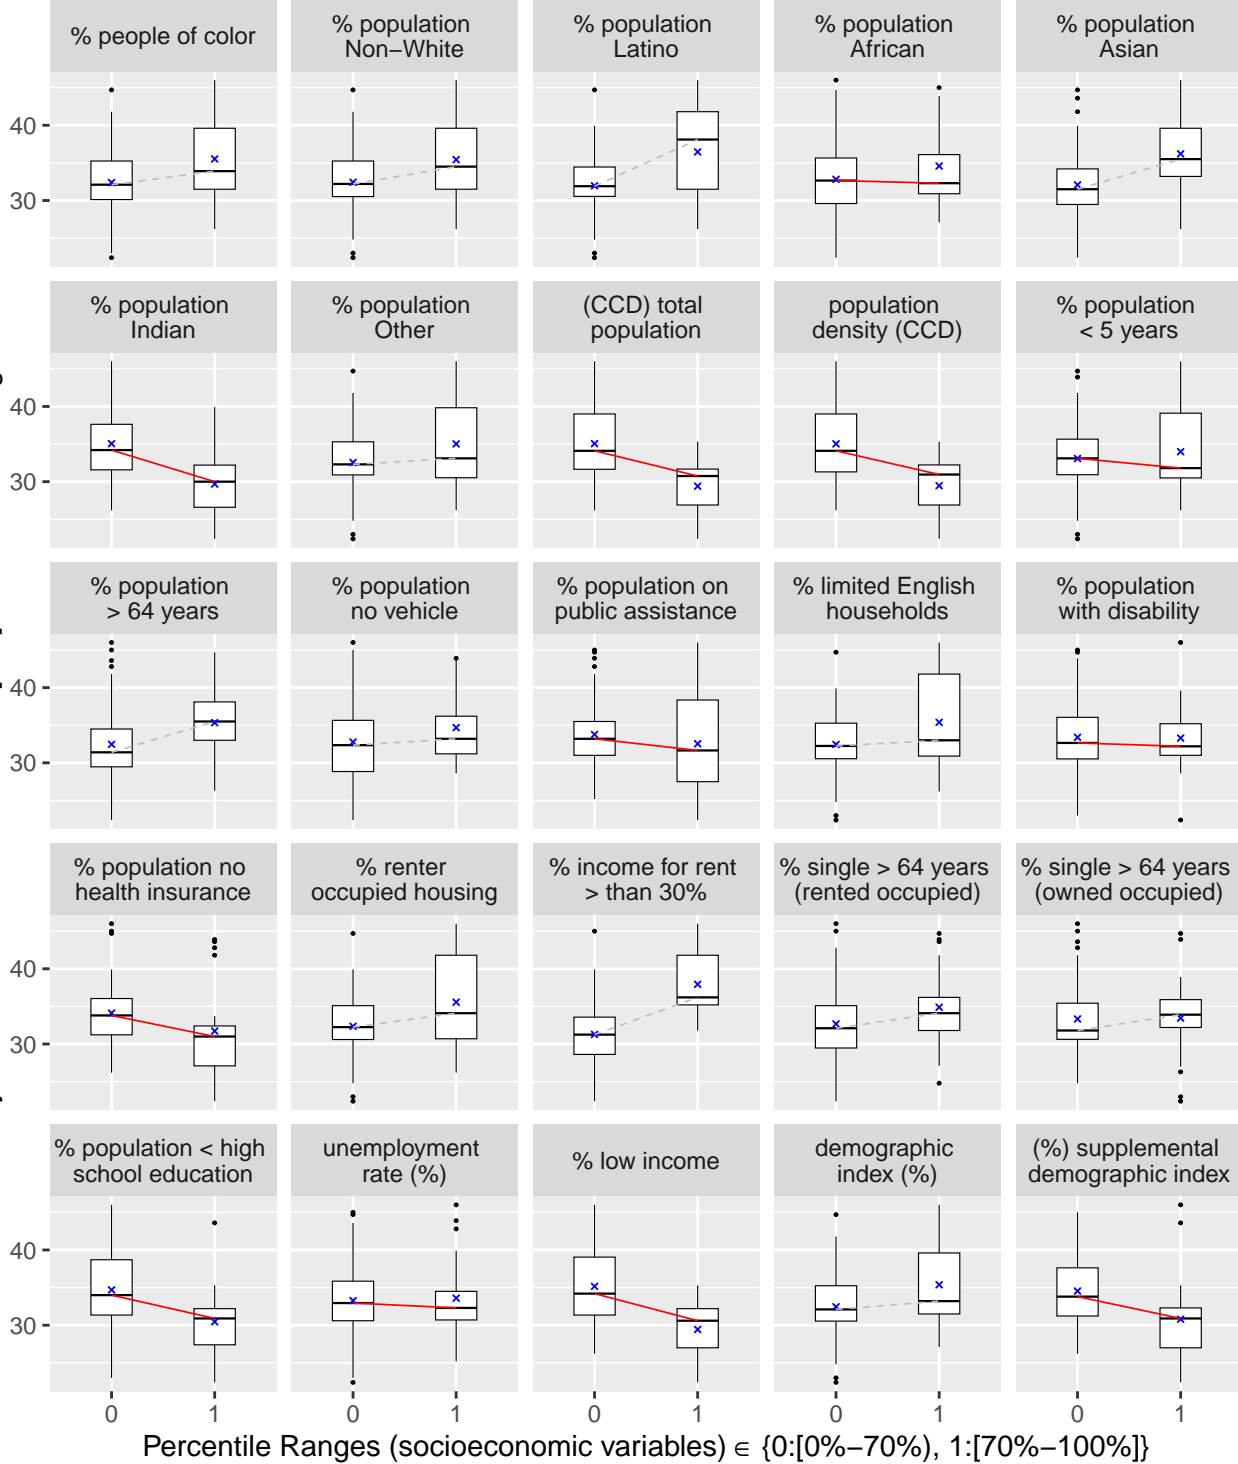 % people of color
% population
Non−White
% population
Latino
% population
African
% population
Asian
40
30
% population
Indian
% population
Other
(CCD) total
population
population
density (CCD)
% population
< 5 years
40
30
% population
> 64 years
% population
no vehicle
% population on
public assistance
% limited English
households
% population
with disability
40
30
% population no
health insurance
% renter
occupied housing
% income for rent
> than 30%
% single > 64 years
(rented occupied)
% single > 64 years
(owned occupied)
40
30
% population < high
school education
unemployment
rate (%)
% low income
demographic
index (%)
(%) supplemental
demographic index
40
30
0 1 0 1 0 1 0 1 0 1
Percentile Ranges (socioeconomic variables) ∈ {0:[0%−70%), 1:[70%−100%]}